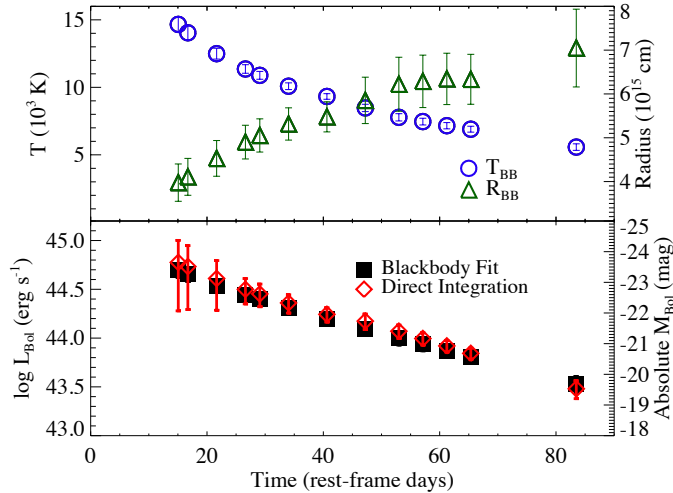 15
10
5
T (10³ K)
8
7
6
5
4
Radius (10¹⁵ cm)
T_BB
R_BB
45.0
44.5
44.0
43.5
43.0
log L_Bol (erg s⁻¹)
-25
-24
-23
-22
-21
-20
-19
-18
Absolute M_Bol (mag)
Blackbody Fit
Direct Integration
0 20 40 60 80
Time (rest-frame days)